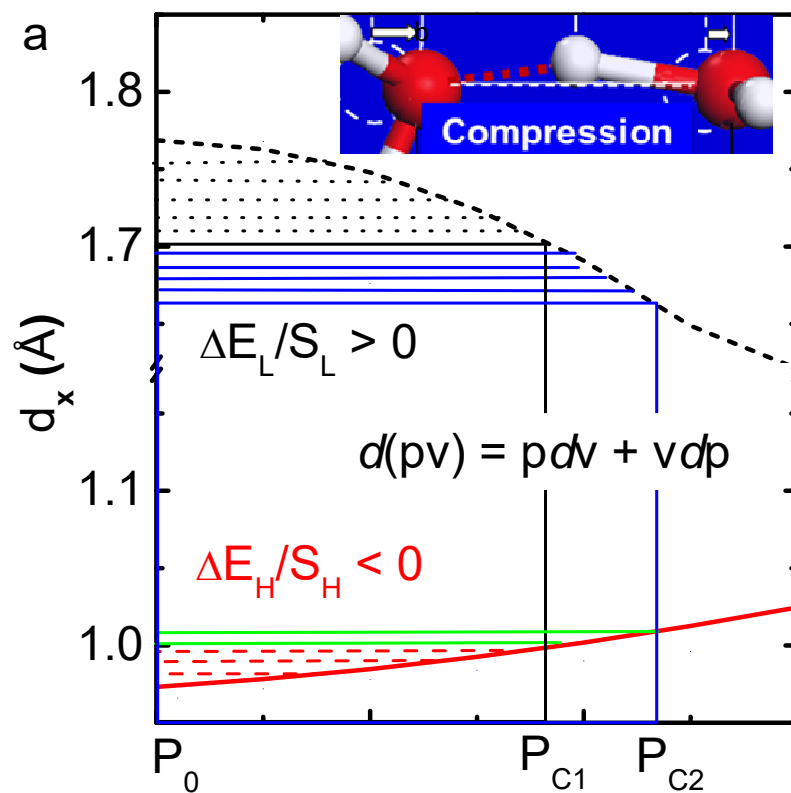 a
b
Compression
1.8
1.7
ΔE_L/S_L > 0
d_x (Å)
d(pv) = pdv + vdp
1.1
ΔE_H/S_H < 0
1.0
P_0
P_C1
P_C2